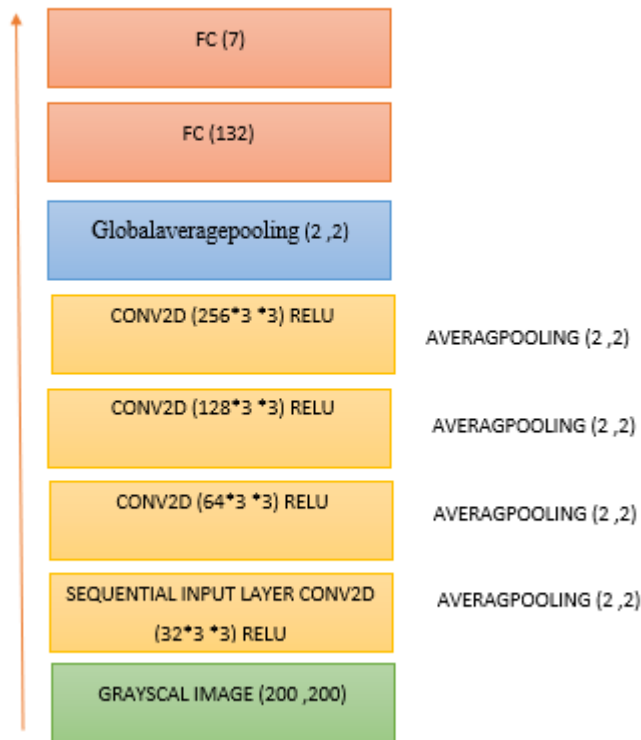 FC (7)
FC (132)
Globalaveragepooling (2 ,2)
CONV2D (256*3 *3) RELU
AVERAGPOOLING (2 ,2)
CONV2D (128*3 *3) RELU
AVERAGPOOLING (2 ,2)
CONV2D (64*3 *3) RELU
AVERAGPOOLING (2 ,2)
SEQUENTIAL INPUT LAYER CONV2D
(32*3 *3) RELU
AVERAGPOOLING (2 ,2)
GRAYSCAL IMAGE (200 ,200)